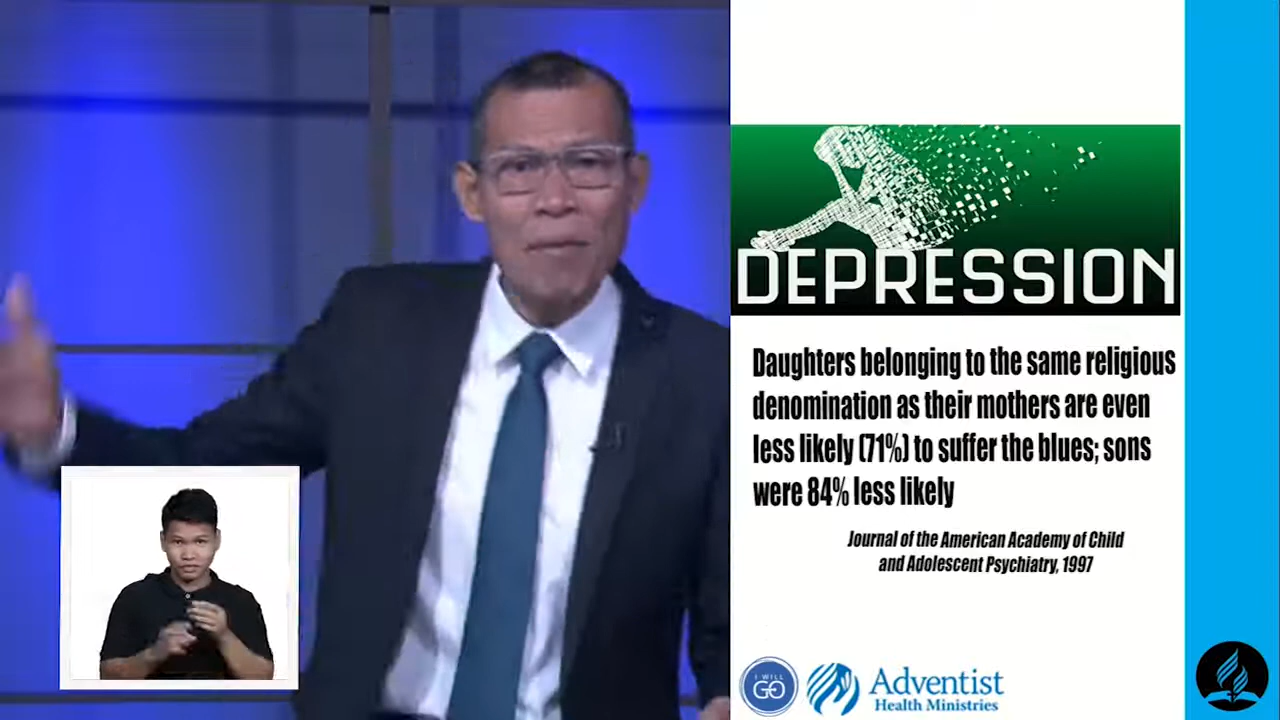 DEPRESSION
Daughters belonging to the same religious
denomination as their mothers are even
less likely (71%) to suffer the blues; sons
were 84% less likely
Journal of the American Academy of Child
and Adolescent Psychiatry, 1997
I WILL
GO
Adventist
Health Ministries